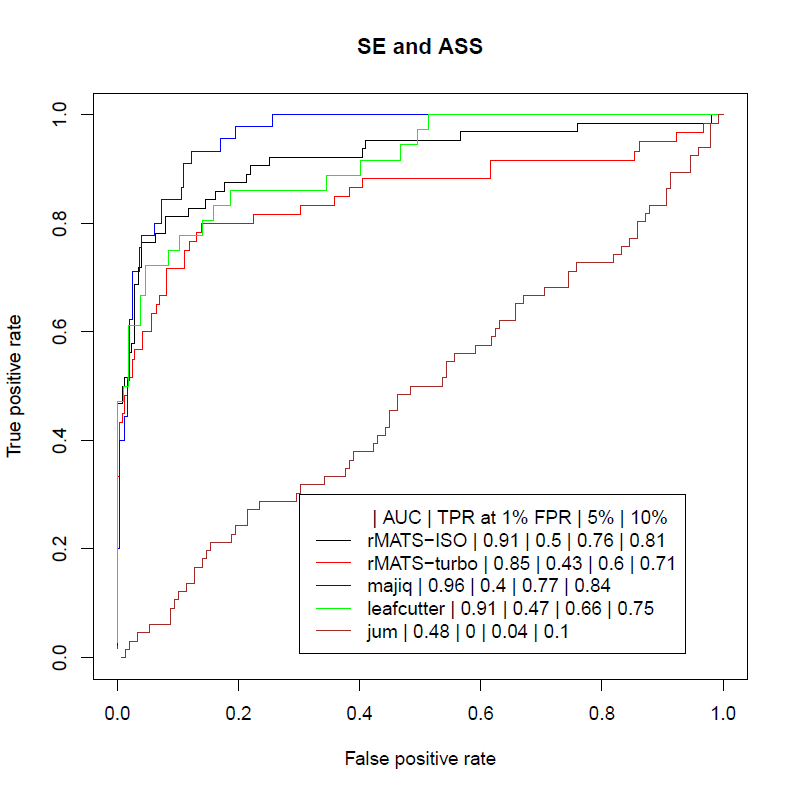 SE and ASS
True positive rate
1.0
0.8
0.6
0.4
0.2
0.0
| AUC | TPR at 1% FPR | 5% | 10%
rMATS−ISO | 0.91 | 0.5 | 0.76 | 0.81
rMATS−turbo | 0.85 | 0.43 | 0.6 | 0.71
majiq | 0.96 | 0.4 | 0.77 | 0.84
leafcutter | 0.91 | 0.47 | 0.66 | 0.75
jum | 0.48 | 0 | 0.04 | 0.1
0.0 0.2 0.4 0.6 0.8 1.0
False positive rate